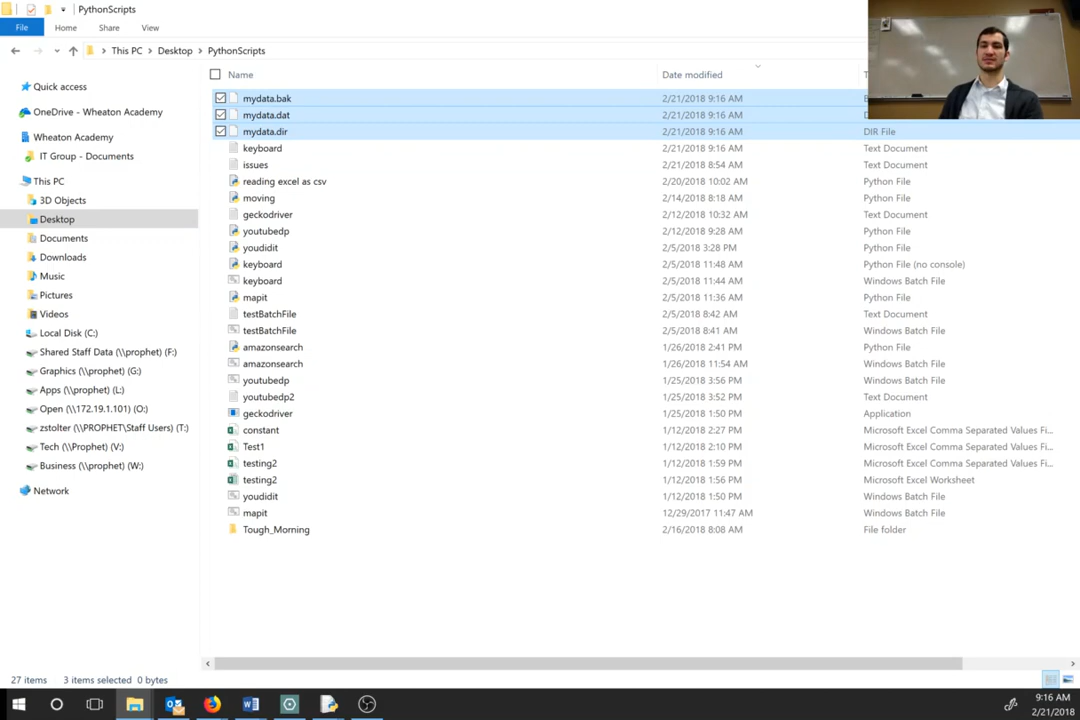 PythonScripts
File Home Share View
This PC > Desktop > PythonScripts
Name Date modified
Quick access
OneDrive - Wheaton Academy
Wheaton Academy
IT Group - Documents
This PC
3D Objects
Desktop
Documents
Downloads
Music
Pictures
Videos
Local Disk (C:)
Shared Staff Data (\\prophet) (F:)
Graphics (\\prophet) (G:)
Apps (\\prophet) (L:)
Open (\\172.19.1.101) (O:)
zstolter (\\PROPHET\Staff Users) (T:)
Tech (\\Prophet) (V:)
Business (\\prophet) (W:)
Network
mydata.bak 2/21/2018 9:16 AM
mydata.dat 2/21/2018 9:16 AM
mydata.dir 2/21/2018 9:16 AM DIR File
keyboard 2/21/2018 9:16 AM Text Document
issues 2/21/2018 8:54 AM Text Document
reading excel as csv 2/20/2018 10:02 AM Python File
moving 2/14/2018 8:18 AM Python File
geckodriver 2/12/2018 10:32 AM Text Document
youtubedp 2/12/2018 9:28 AM Python File
youdidit 2/5/2018 3:28 PM Python File
keyboard 2/5/2018 11:48 AM Python File (no console)
keyboard 2/5/2018 11:44 AM Windows Batch File
mapit 2/5/2018 11:36 AM Python File
testBatchFile 2/5/2018 8:42 AM Text Document
testBatchFile 2/5/2018 8:41 AM Windows Batch File
amazonsearch 1/26/2018 2:41 PM Python File
amazonsearch 1/26/2018 11:54 AM Windows Batch File
youtubedp 1/25/2018 3:56 PM Windows Batch File
youtubedp2 1/25/2018 3:52 PM Text Document
geckodriver 1/25/2018 1:50 PM Application
constant 1/12/2018 2:27 PM Microsoft Excel Comma Separated Values Fi...
Test1 1/12/2018 2:10 PM Microsoft Excel Comma Separated Values Fi...
testing2 1/12/2018 1:59 PM Microsoft Excel Comma Separated Values Fi...
testing2 1/12/2018 1:56 PM Microsoft Excel Worksheet
youdidit 1/12/2018 1:50 PM Windows Batch File
mapit 12/29/2017 11:47 AM Windows Batch File
Tough_Morning 2/16/2018 8:08 AM File folder
27 items 3 items selected 0 bytes
9:16 AM
2/21/2018